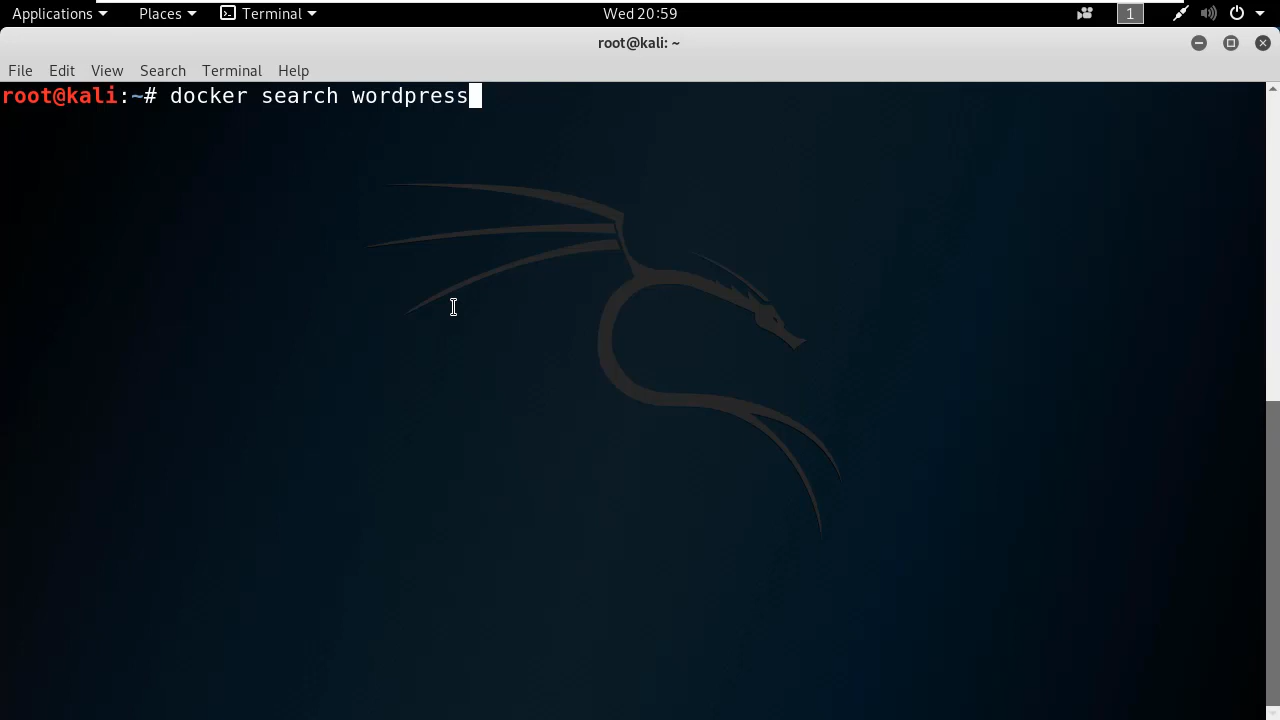 Applications Places Terminal Wed 20:59 1
root@kali: ~
File Edit View Search Terminal Help
root@kali:~# docker search wordpress